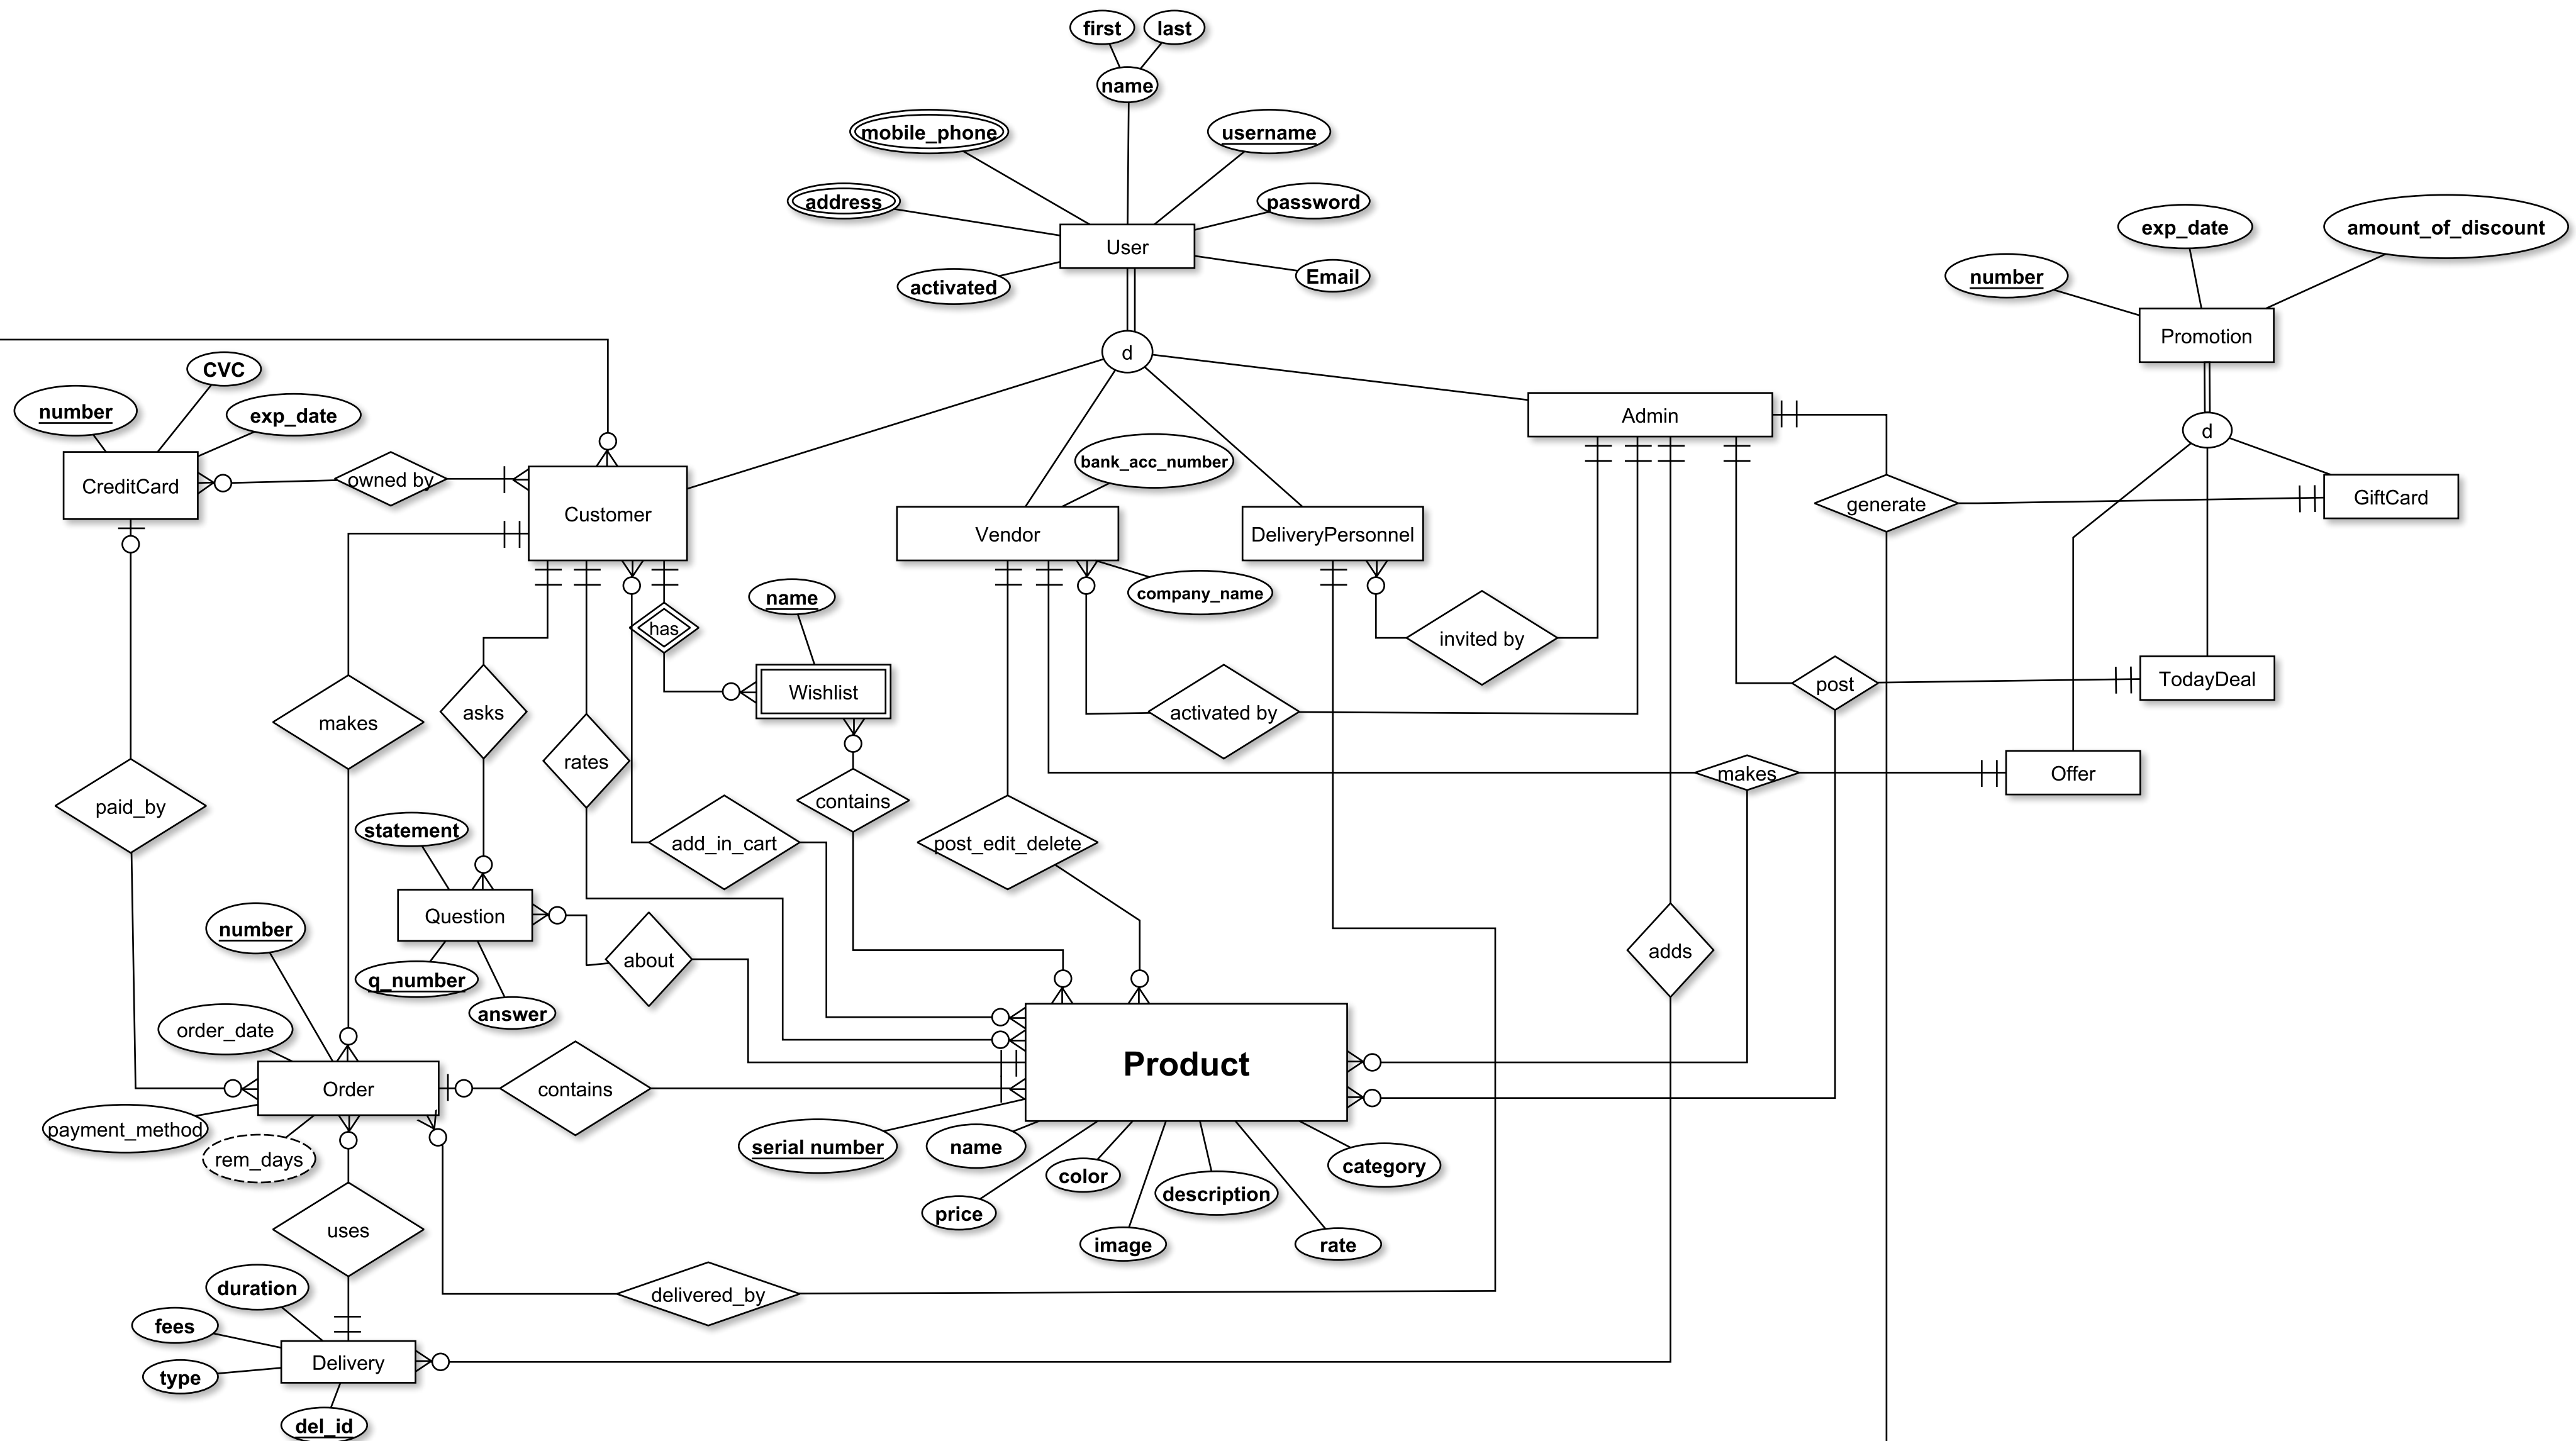 first
last
name
mobile_phone
username
address
password
User
activated
Email
exp_date
amount_of_discount
number
Promotion
d
d
CVC
number
exp_date
CreditCard
owned by
Customer
Admin
bank_acc_number
Vendor
DeliveryPersonnel
company_name
generate
GiftCard
has
name
Wishlist
invited by
activated by
post
TodayDeal
makes
asks
rates
makes
Offer
paid_by
contains
statement
add_in_cart
post_edit_delete
Question
number
about
adds
q_number
answer
order_date
Order
contains
Product
payment_method
rem_days
serial number
name
color
description
category
price
image
rate
uses
duration
delivered_by
fees
Delivery
type
del_id